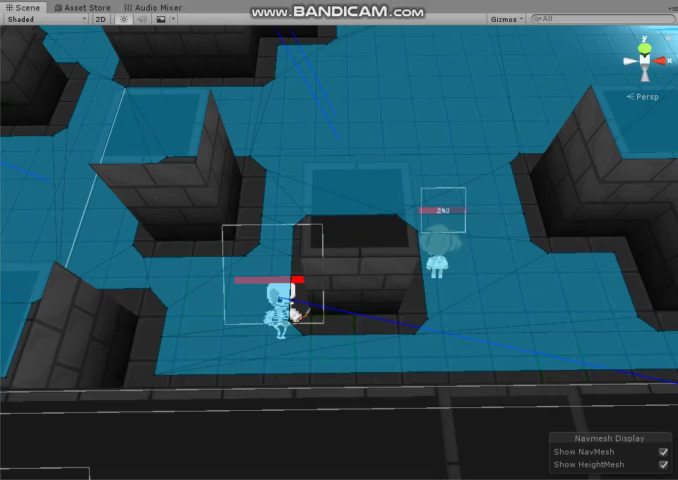 www.BANDICAM.com
Scene Asset Store Audio Mixer
Shaded 2D Gizmos All
y
x
Persp
240
Navmesh Display
Show NavMesh
Show HeightMesh